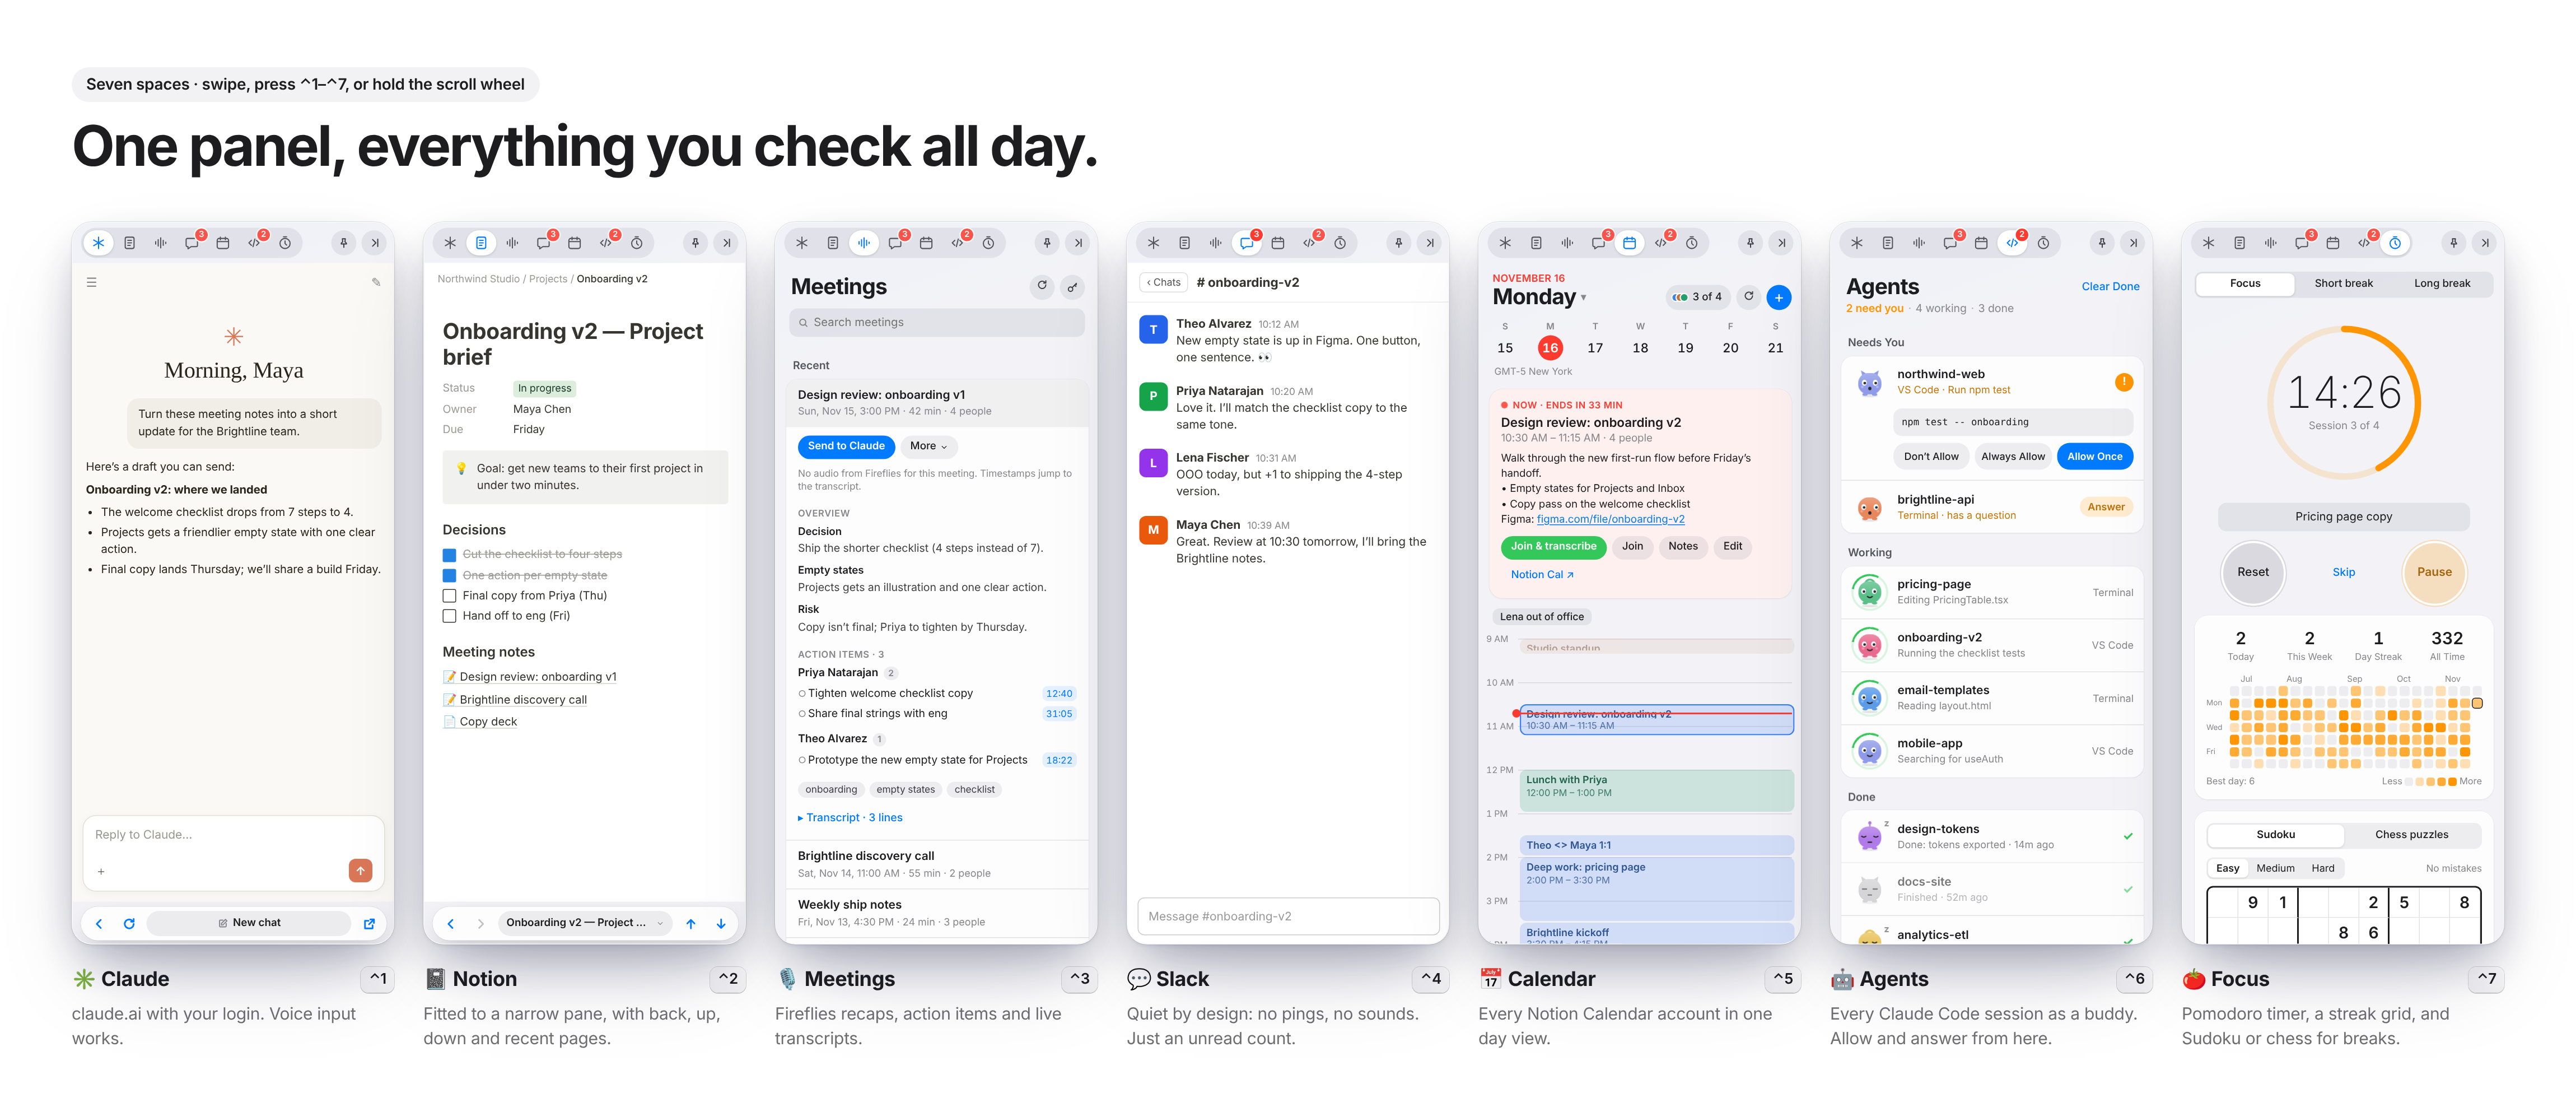 Seven spaces · swipe, press ^1–^7, or hold the scroll wheel
One panel, everything you check all day.
3
2
Morning, Maya
Turn these meeting notes into a short
update for the Brightline team.
Here's a draft you can send:
Onboarding v2: where we landed
• The welcome checklist drops from 7 steps to 4.
• Projects gets a friendlier empty state with one clear
action.
• Final copy lands Thursday; we'll share a build Friday.
Reply to Claude...
+
New chat
Claude
^1
claude.ai with your login. Voice input
works.
3
2
Northwind Studio / Projects / Onboarding v2
Onboarding v2 — Project
brief
Status In progress
Owner Maya Chen
Due Friday
💡 Goal: get new teams to their first project in
under two minutes.
Decisions
Cut the checklist to four steps
One action per empty state
Final copy from Priya (Thu)
Hand off to eng (Fri)
Meeting notes
Design review: onboarding v1
Brightline discovery call
Copy deck
Onboarding v2 — Project ...
Notion
^2
Fitted to a narrow pane, with back, up,
down and recent pages.
3
2
Meetings
Search meetings
Recent
Design review: onboarding v1
Sun, Nov 15, 3:00 PM · 42 min · 4 people
Send to Claude More
No audio from Fireflies for this meeting. Timestamps jump to
the transcript.
OVERVIEW
Decision
Ship the shorter checklist (4 steps instead of 7).
Empty states
Projects gets an illustration and one clear action.
Risk
Copy isn't final; Priya to tighten by Thursday.
ACTION ITEMS · 3
Priya Natarajan 2
Tighten welcome checklist copy 12:40
Share final strings with eng 31:05
Theo Alvarez 1
Prototype the new empty state for Projects 18:22
onboarding empty states checklist
▸ Transcript · 3 lines
Brightline discovery call
Sat, Nov 14, 11:00 AM · 55 min · 2 people
Weekly ship notes
Fri, Nov 13, 4:30 PM · 24 min · 3 people
Meetings
^3
Fireflies recaps, action items and live
transcripts.
3
2
‹ Chats # onboarding-v2
T
Theo Alvarez 10:12 AM
New empty state is up in Figma. One button,
one sentence. 👀
P
Priya Natarajan 10:20 AM
Love it. I'll match the checklist copy to the
same tone.
L
Lena Fischer 10:31 AM
OOO today, but +1 to shipping the 4-step
version.
M
Maya Chen 10:39 AM
Great. Review at 10:30 tomorrow, I'll bring the
Brightline notes.
Message #onboarding-v2
Slack
^4
Quiet by design: no pings, no sounds.
Just an unread count.
3
2
NOVEMBER 16
Monday ▾
3 of 4
+
S M T W T F S
15 16 17 18 19 20 21
GMT-5 New York
NOW · ENDS IN 33 MIN
Design review: onboarding v2
10:30 AM – 11:15 AM · 4 people
Walk through the new first-run flow before Friday's
handoff.
• Empty states for Projects and Inbox
• Copy pass on the welcome checklist
Figma: figma.com/file/onboarding-v2
Join & transcribe Join Notes Edit
Notion Cal ↗
Lena out of office
9 AM
Studio standup
10 AM
Design review: onboarding v2
10:30 AM – 11:15 AM
11 AM
12 PM
Lunch with Priya
12:00 PM – 1:00 PM
1 PM
Theo <> Maya 1:1
2 PM
Deep work: pricing page
2:00 PM – 3:30 PM
3 PM
Brightline kickoff
3:30 PM – 4:15 PM
Calendar
^5
Every Notion Calendar account in one
day view.
3
2
Agents
Clear Done
2 need you · 4 working · 3 done
Needs You
northwind-web
VS Code · Run npm test
!
npm test -- onboarding
Don't Allow Always Allow Allow Once
brightline-api
Terminal · has a question
Answer
Working
pricing-page
Editing PricingTable.tsx
Terminal
onboarding-v2
Running the checklist tests
VS Code
email-templates
Reading layout.html
Terminal
mobile-app
Searching for useAuth
VS Code
Done
z
design-tokens
Done: tokens exported · 14m ago
docs-site
Finished · 52m ago
z
analytics-etl
Agents
^6
Every Claude Code session as a buddy.
Allow and answer from here.
3
2
Focus Short break Long break
14:26
Session 3 of 4
Pricing page copy
Reset Skip Pause
2 2 1 332
Today This Week Day Streak All Time
Jul Aug Sep Oct Nov
Mon
Wed
Fri
Best day: 6
Less More
Sudoku Chess puzzles
Easy Medium Hard No mistakes
9 1 2 5 8
8 6
Focus
^7
Pomodoro timer, a streak grid, and
Sudoku or chess for breaks.